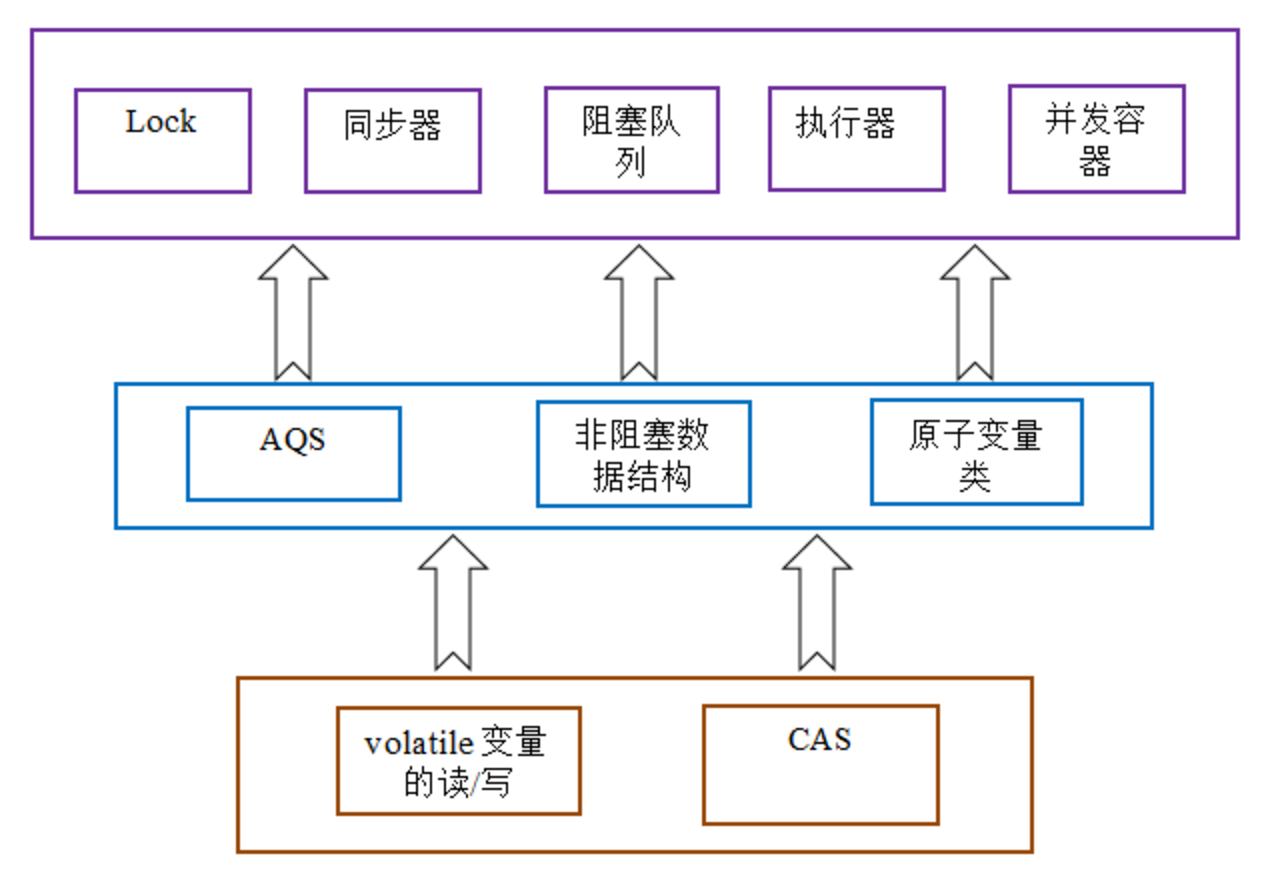 Lock
同步器
阻塞队
列
执行器
并发容
器
AQS
非阻塞数
据结构
原子变量
类
volatile 变量
的读/写
CAS